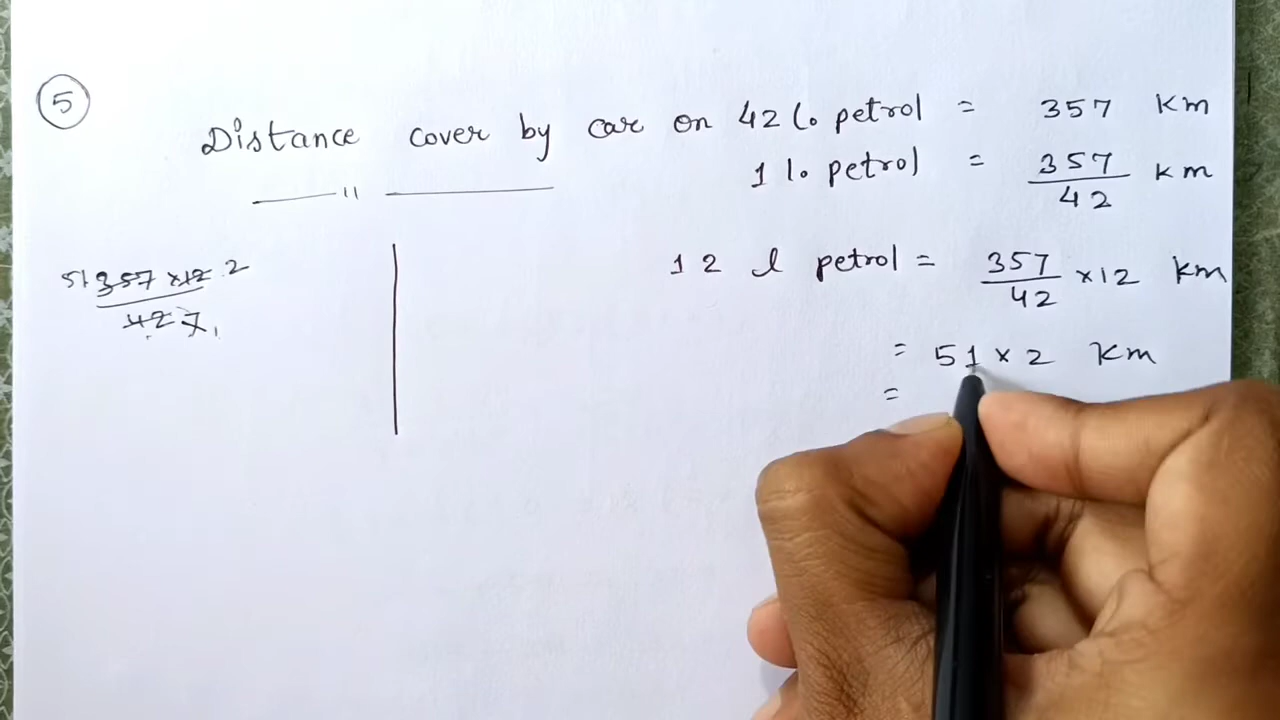 5
Distance cover by car on 42 l. petrol = 357 Km
—— " —— 1 l. petrol = 357/42 Km
12 l petrol = 357/42 × 12 Km
51 357 × 12 2
42 7 1
= 51 × 2 Km
=